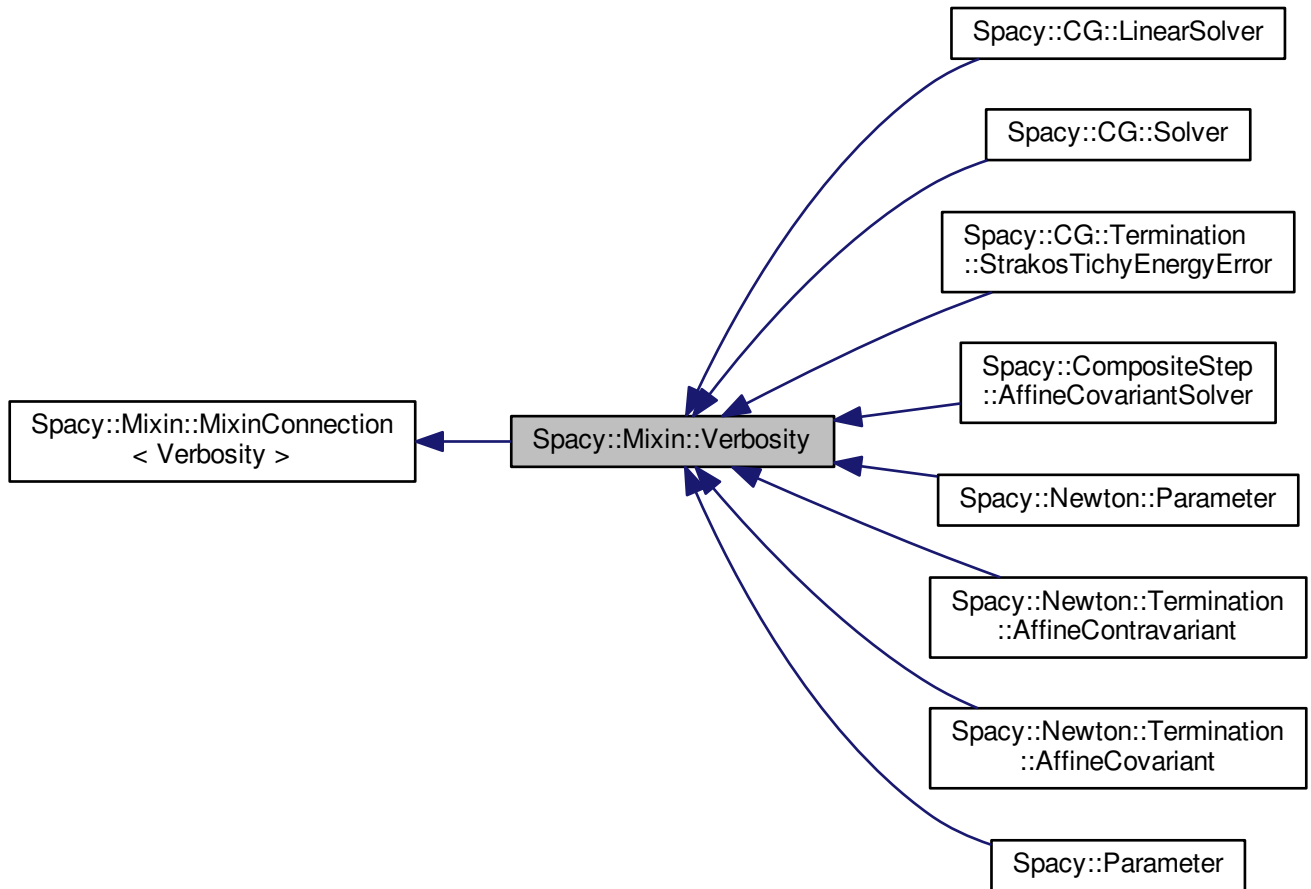 Spacy::CG::LinearSolver
Spacy::CG::Solver
Spacy::CG::Termination
::StrakosTichyEnergyError
Spacy::CompositeStep
::AffineCovariantSolver
Spacy::Mixin::MixinConnection
< Verbosity >
Spacy::Mixin::Verbosity
Spacy::Newton::Parameter
Spacy::Newton::Termination
::AffineContravariant
Spacy::Newton::Termination
::AffineCovariant
Spacy::Parameter